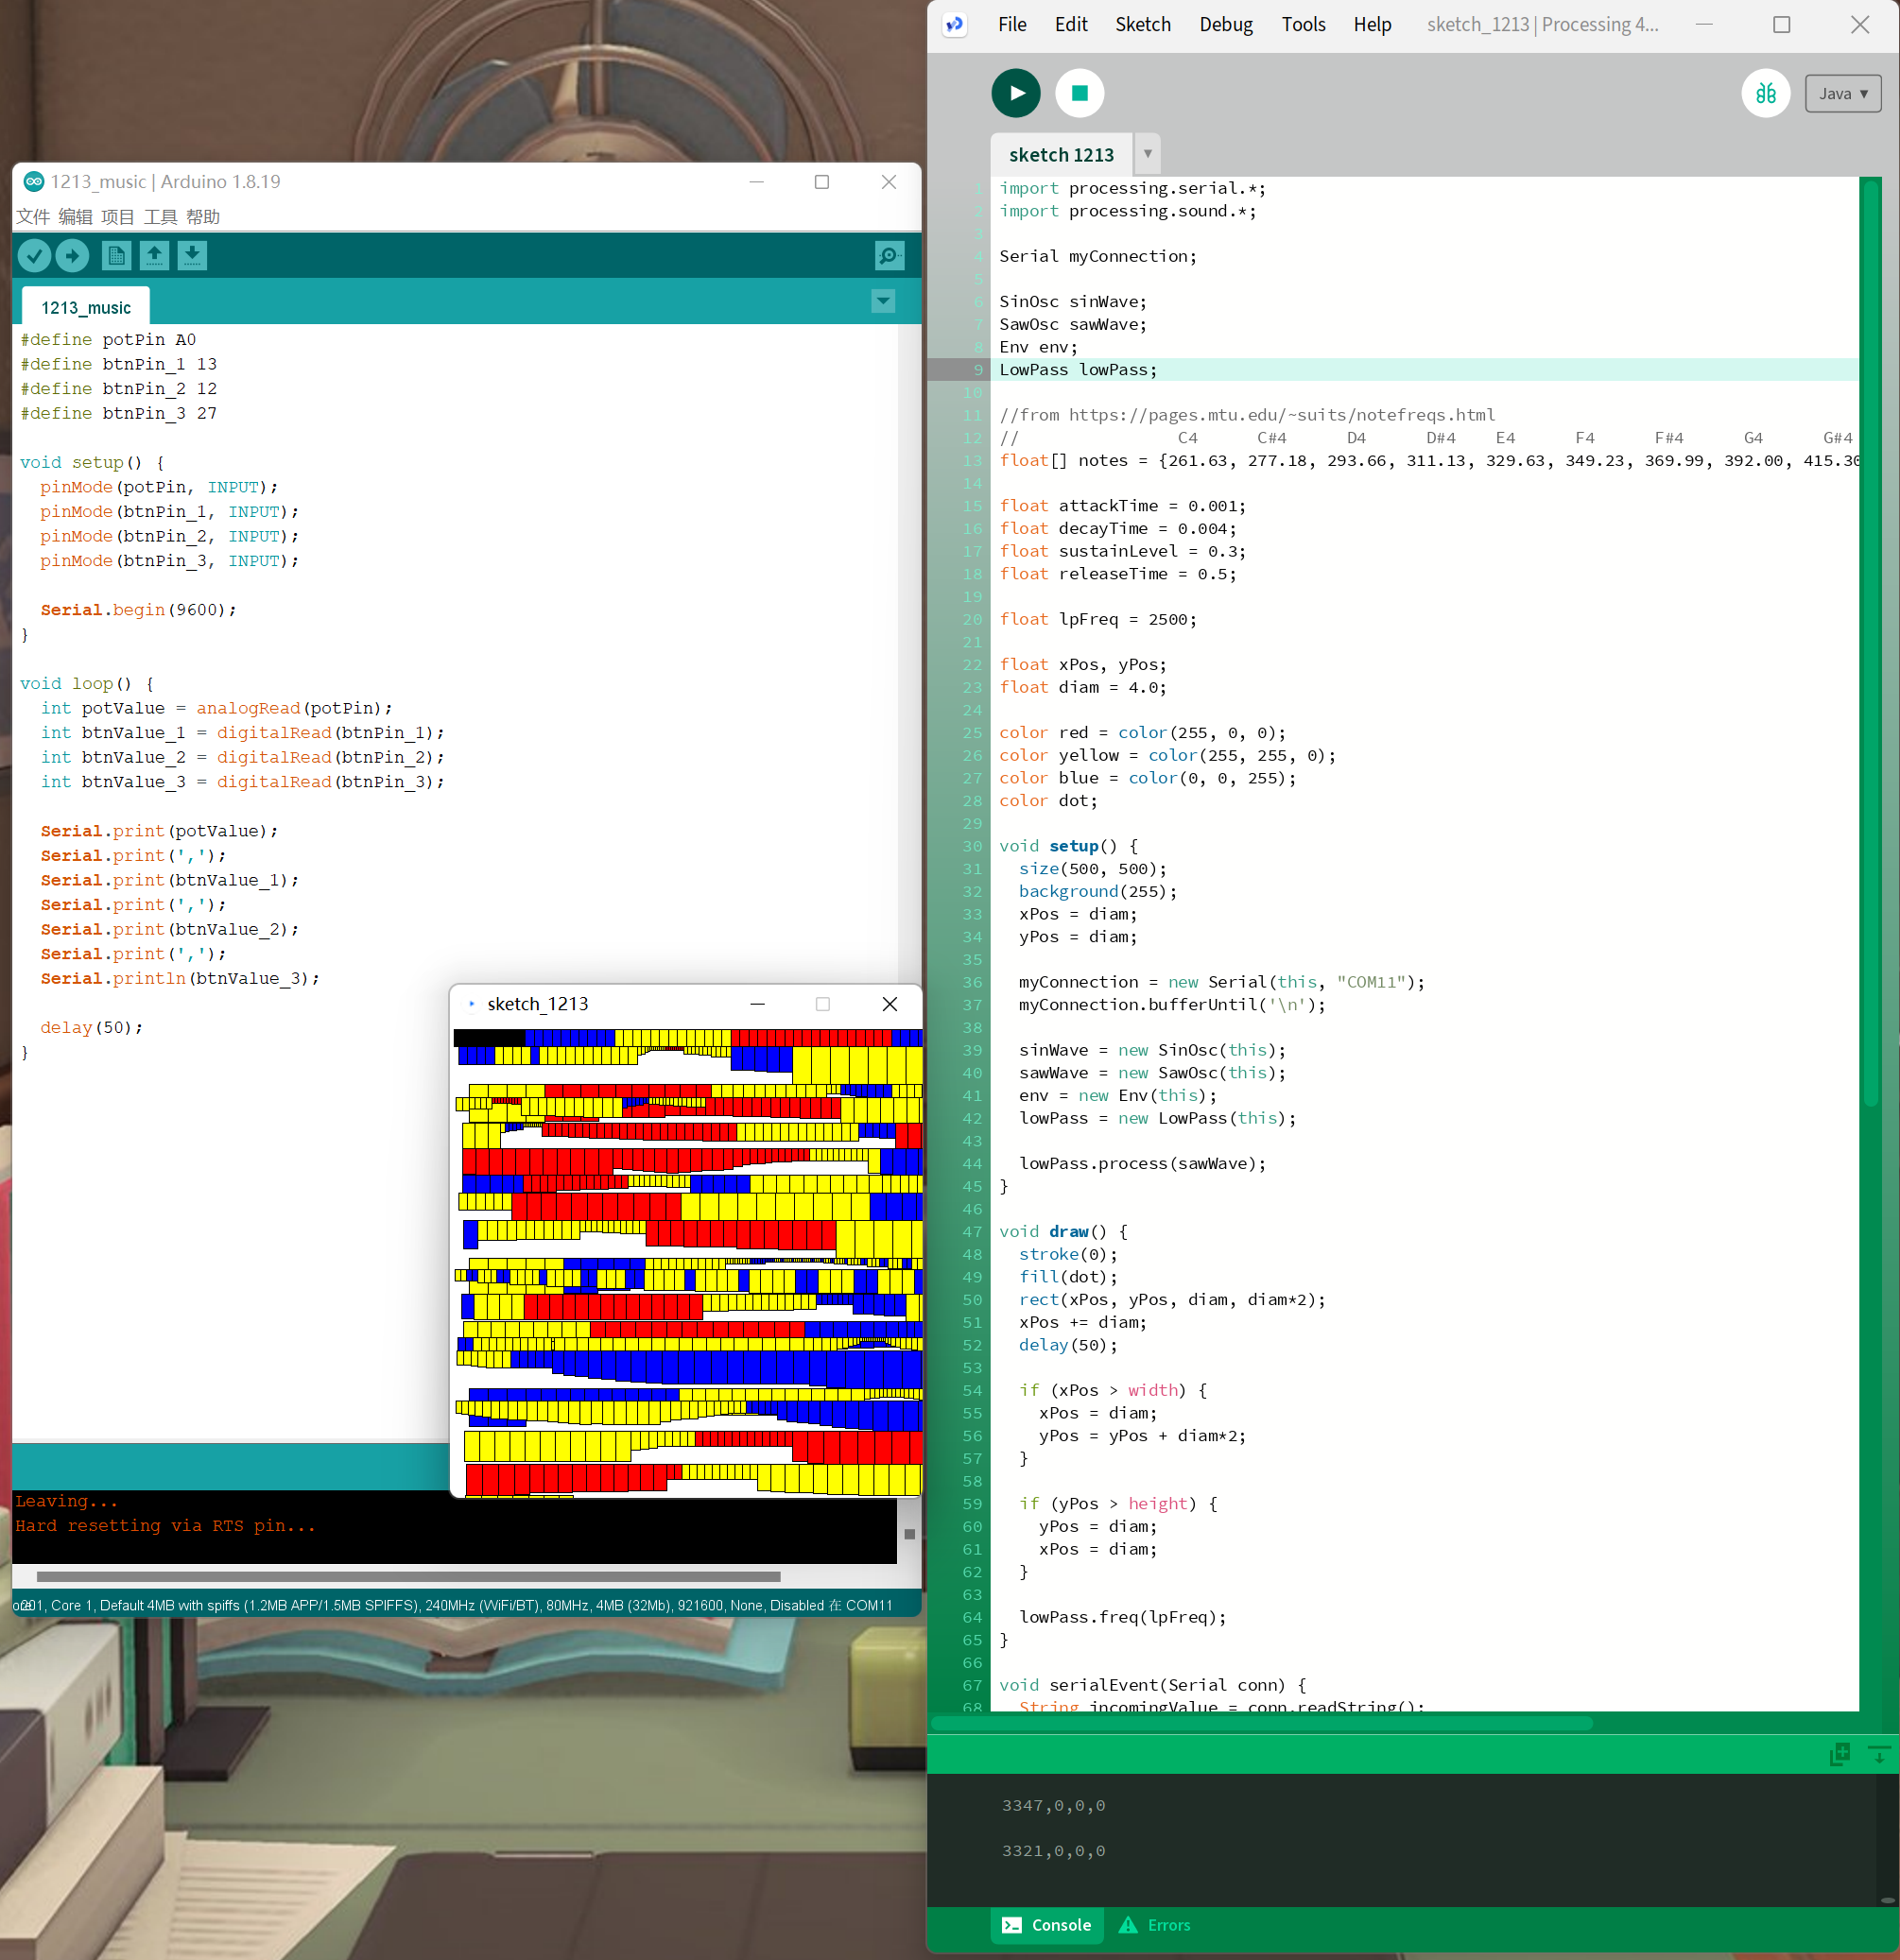 1213_music | Arduino 1.8.19
文件 编辑 项目 工具 帮助
1213_music
#define potPin A0
#define btnPin_1 13
#define btnPin_2 12
#define btnPin_3 27
void setup() {
pinMode(potPin, INPUT);
pinMode(btnPin_1, INPUT);
pinMode(btnPin_2, INPUT);
pinMode(btnPin_3, INPUT);
Serial.begin(9600);
}
void loop() {
int potValue = analogRead(potPin);
int btnValue_1 = digitalRead(btnPin_1);
int btnValue_2 = digitalRead(btnPin_2);
int btnValue_3 = digitalRead(btnPin_3);
Serial.print(potValue);
Serial.print(',');
Serial.print(btnValue_1);
Serial.print(',');
Serial.print(btnValue_2);
Serial.print(',');
Serial.println(btnValue_3);
delay(50);
}
sketch_1213
Leaving...
Hard resetting via RTS pin...
1, Core 1, Default 4MB with spiffs (1.2MB APP/1.5MB SPIFFS), 240MHz (WiFi/BT), 80MHz, 4MB (32Mb), 921600, None, Disabled 在 COM11
File Edit Sketch Debug Tools Help sketch_1213 | Processing 4...
Java ▾
sketch 1213
1 import processing.serial.*;
2 import processing.sound.*;
3
4 Serial myConnection;
5
6 SinOsc sinWave;
7 SawOsc sawWave;
8 Env env;
9 LowPass lowPass;
10
11 //from https://pages.mtu.edu/~suits/notefreqs.html
12 // C4 C#4 D4 D#4 E4 F4 F#4 G4 G#4
13 float[] notes = {261.63, 277.18, 293.66, 311.13, 329.63, 349.23, 369.99, 392.00, 415.30
14
15 float attackTime = 0.001;
16 float decayTime = 0.004;
17 float sustainLevel = 0.3;
18 float releaseTime = 0.5;
19
20 float lpFreq = 2500;
21
22 float xPos, yPos;
23 float diam = 4.0;
24
25 color red = color(255, 0, 0);
26 color yellow = color(255, 255, 0);
27 color blue = color(0, 0, 255);
28 color dot;
29
30 void setup() {
31 size(500, 500);
32 background(255);
33 xPos = diam;
34 yPos = diam;
35
36 myConnection = new Serial(this, "COM11");
37 myConnection.bufferUntil('\n');
38
39 sinWave = new SinOsc(this);
40 sawWave = new SawOsc(this);
41 env = new Env(this);
42 lowPass = new LowPass(this);
43
44 lowPass.process(sawWave);
45 }
46
47 void draw() {
48 stroke(0);
49 fill(dot);
50 rect(xPos, yPos, diam, diam*2);
51 xPos += diam;
52 delay(50);
53
54 if (xPos > width) {
55 xPos = diam;
56 yPos = yPos + diam*2;
57 }
58
59 if (yPos > height) {
60 yPos = diam;
61 xPos = diam;
62 }
63
64 lowPass.freq(lpFreq);
65 }
66
67 void serialEvent(Serial conn) {
68 String incomingValue = conn.readString();
3347,0,0,0
3321,0,0,0
Console Errors